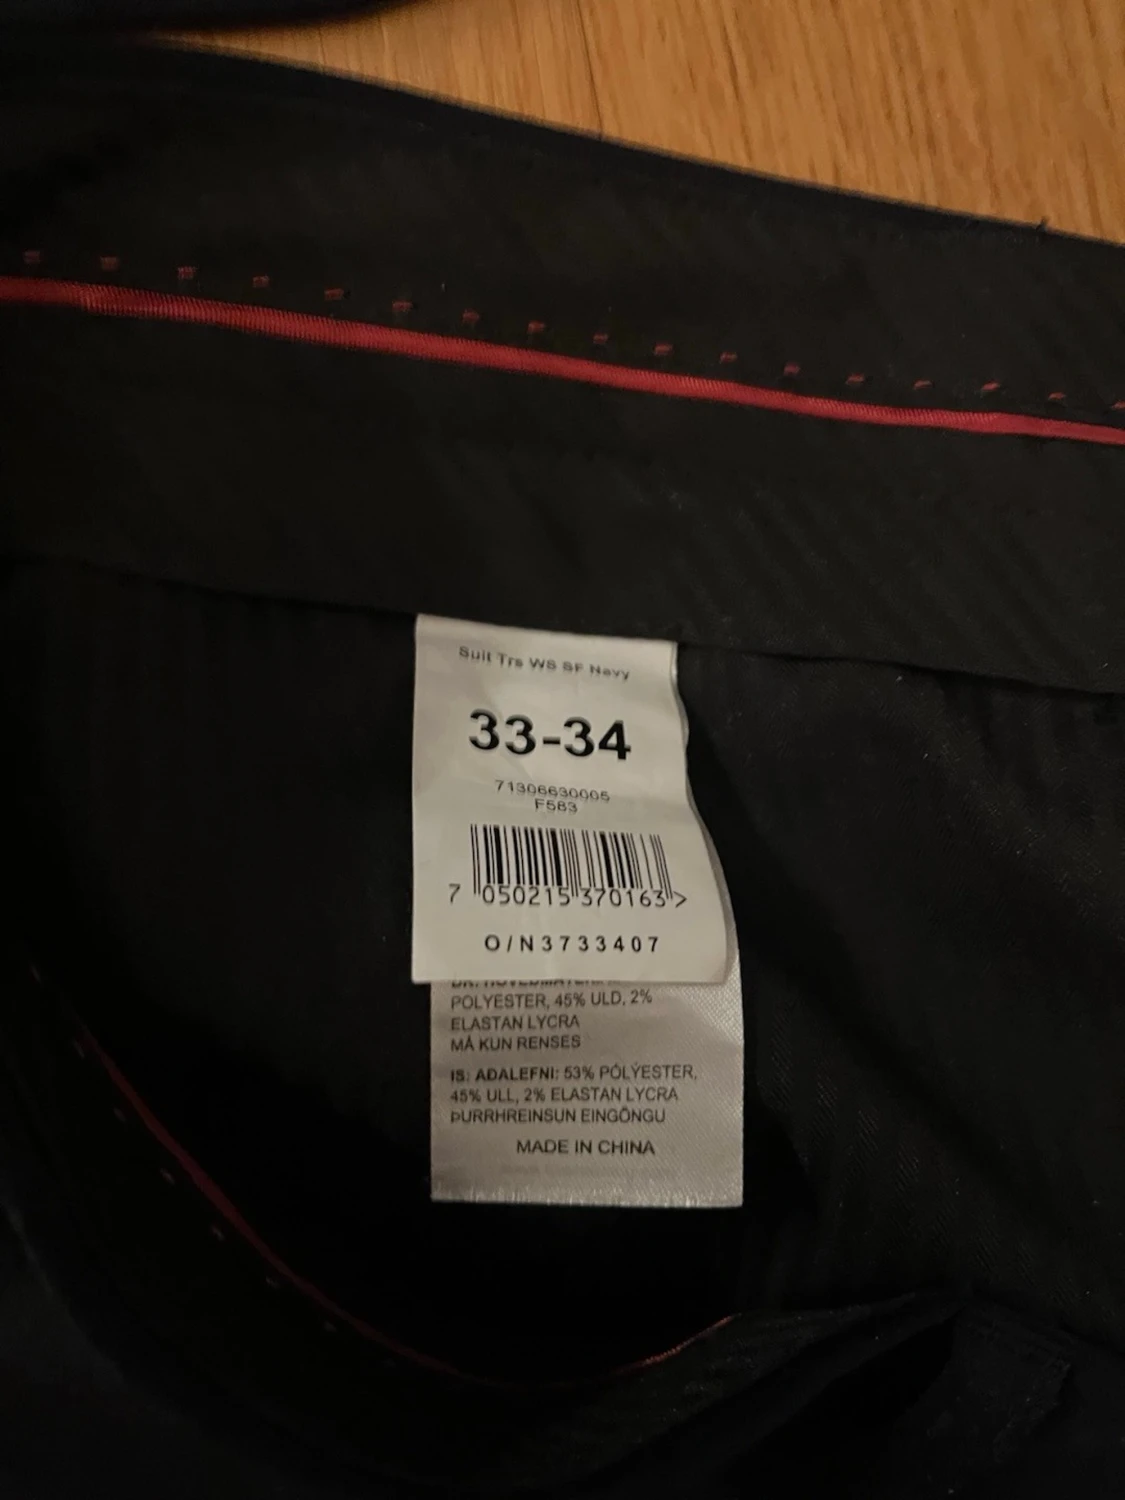 Suit Trs WS SF Navy
33-34
71306630005
F583
7 050215 370163>
O/N3733407
POLYESTER, 45% ULD, 2%
ELASTAN LYCRA
MÅ KUN RENSES
IS: ADALEFNI: 53% PÓLÝESTER,
45% ULL, 2% ELASTAN LYCRA
ÞURRHREINSUN EINGÖNGU
MADE IN CHINA